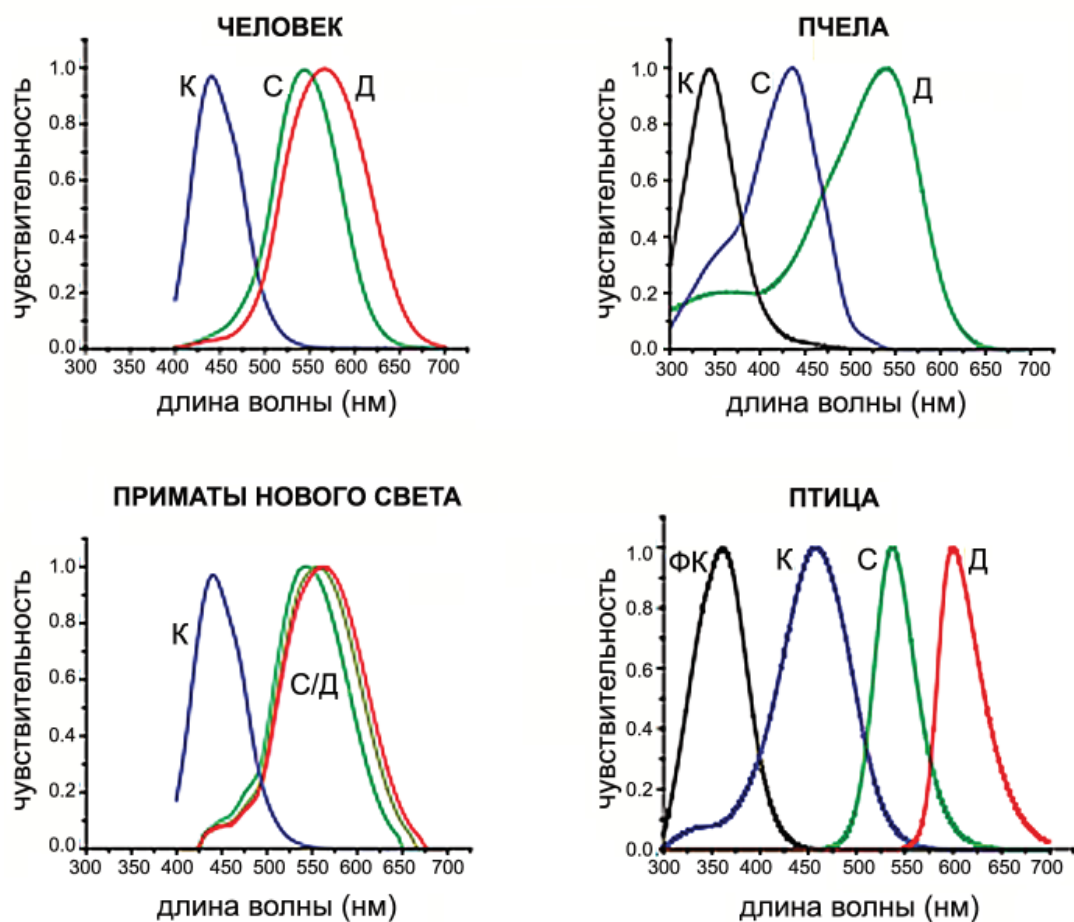 ЧЕЛОВЕК
чувствительность
1.0
0.8
0.6
0.4
0.2
0.0
К С Д
300 350 400 450 500 550 600 650 700
длина волны (нм)
ПЧЕЛА
чувствительность
1.0
0.8
0.6
0.4
0.2
0.0
К С Д
300 350 400 450 500 550 600 650 700
длина волны (нм)
ПРИМАТЫ НОВОГО СВЕТА
чувствительность
1.0
0.8
0.6
0.4
0.2
0.0
К
С/Д
300 350 400 450 500 550 600 650 700
длина волны (нм)
ПТИЦА
чувствительность
1.0
0.8
0.6
0.4
0.2
0.0
ФК К С Д
300 350 400 450 500 550 600 650 700
длина волны (нм)